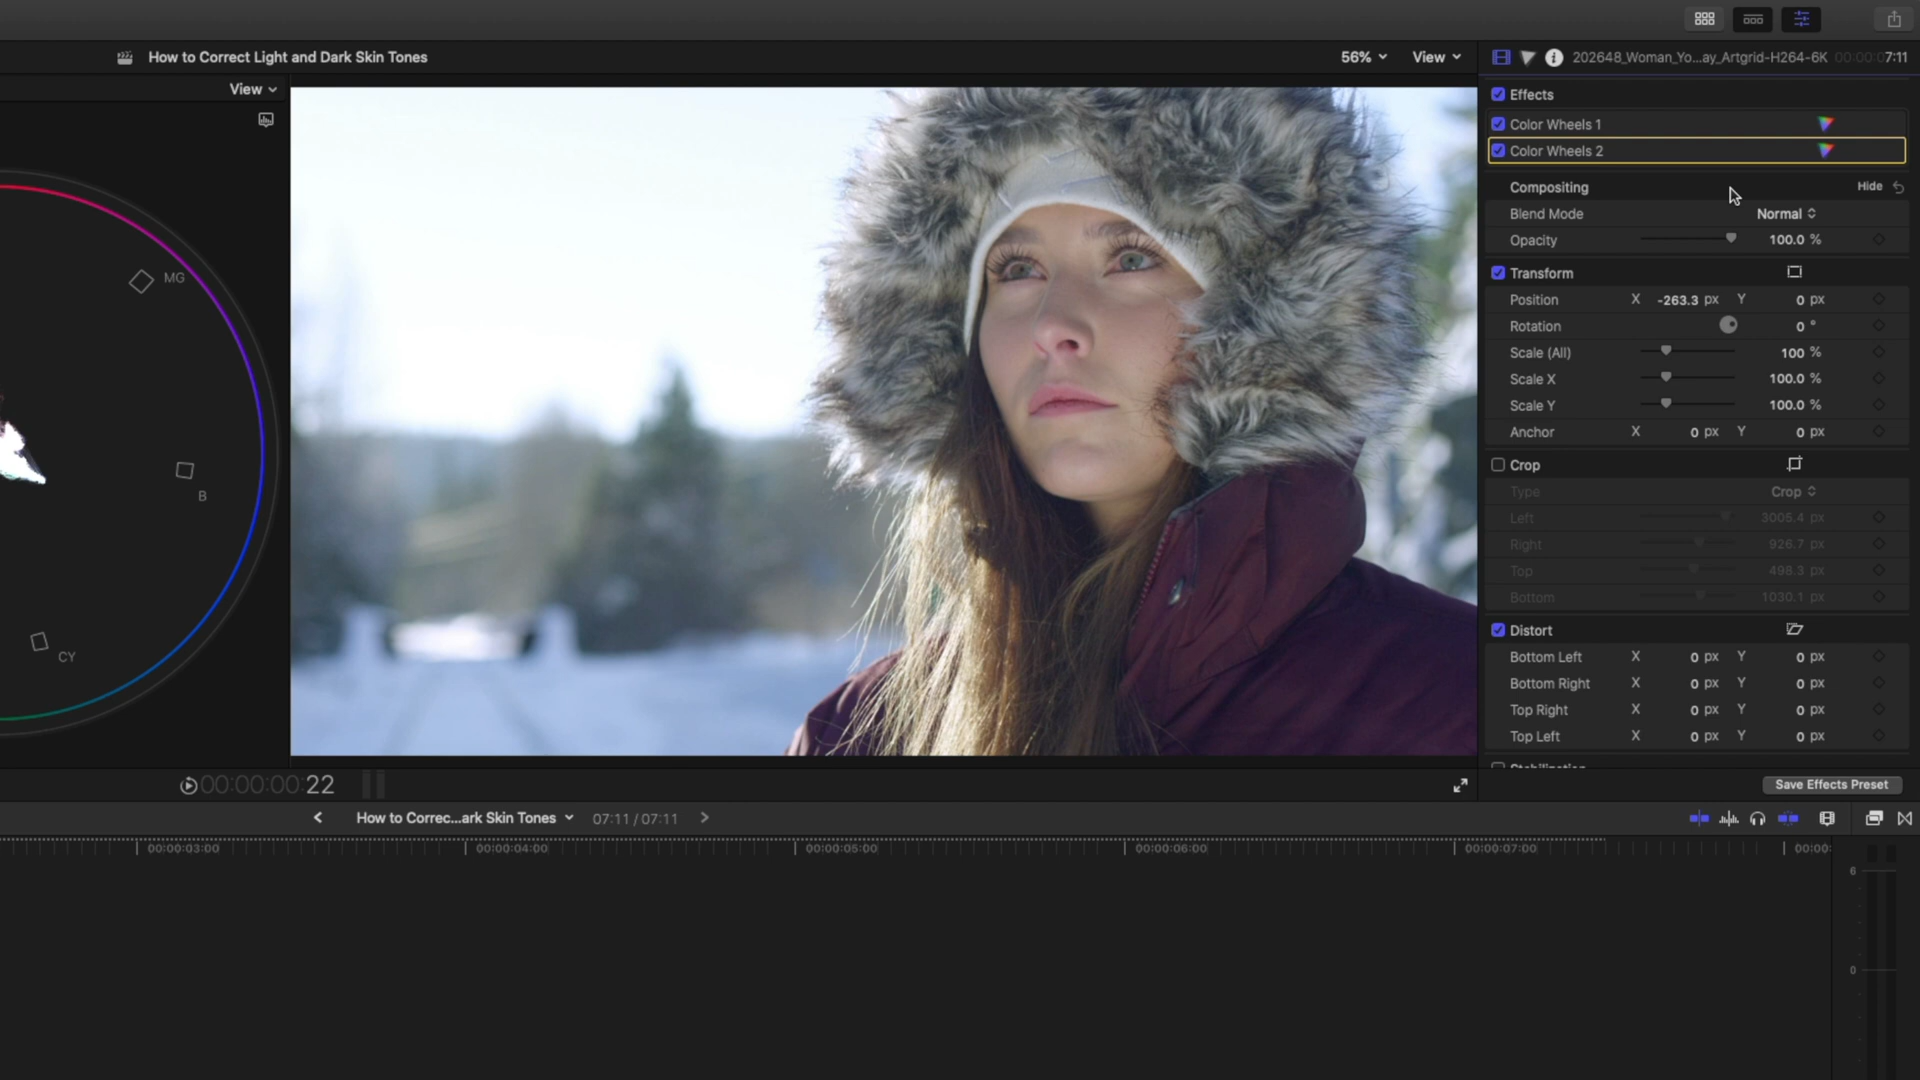 How to Correct Light and Dark Skin Tones
56%
View
202648_Woman_Yo...ay_Artgrid-H264-6K
00:00:07:11
View
Effects
Color Wheels 1
Color Wheels 2
Compositing
Hide
Blend Mode
Normal
Opacity
100.0 %
Transform
Position X -263.3 px Y 0 px
Rotation 0 °
Scale (All) 100 %
Scale X 100.0 %
Scale Y 100.0 %
Anchor X 0 px Y 0 px
Crop
Type Crop
Left 3005.4 px
Right 926.7 px
Top 498.3 px
Bottom 1030.1 px
Distort
Bottom Left X 0 px Y 0 px
Bottom Right X 0 px Y 0 px
Top Right X 0 px Y 0 px
Top Left X 0 px Y 0 px
Stabilization
MG
B
CY
00:00:00:22
Save Effects Preset
How to Correc...ark Skin Tones
07:11 / 07:11
00:00:03:00
00:00:04:00
00:00:05:00
00:00:06:00
00:00:07:00
00:00:
6
0